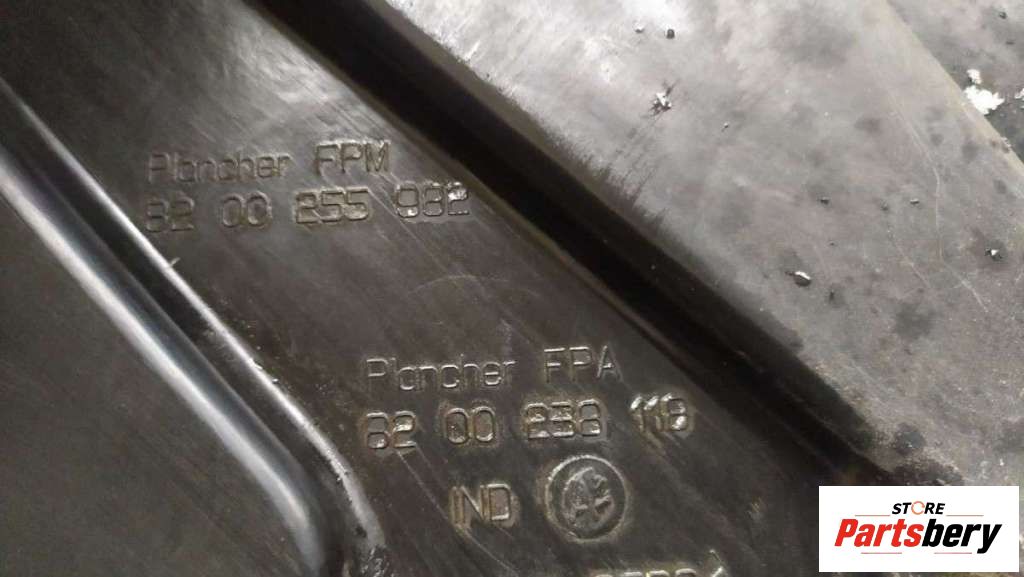 Plancher FPM
82 00 255 982
Plancher FPA
82 00 238 118
IND
STORE
Partsbery